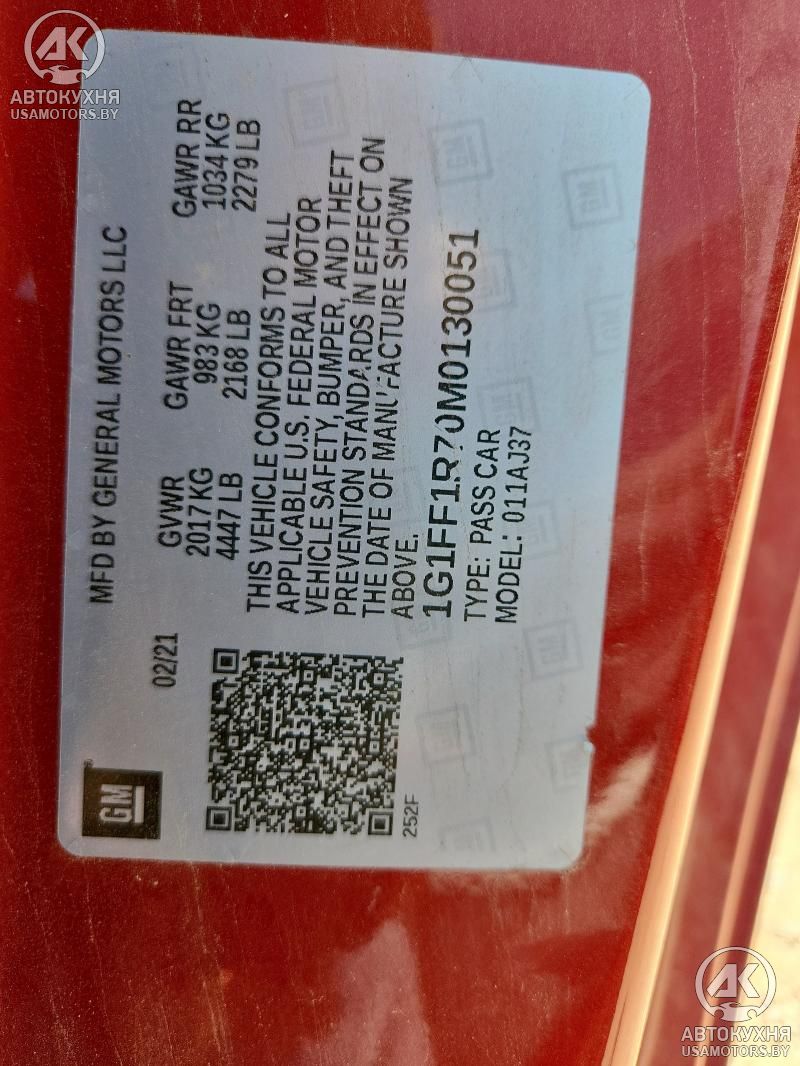 АВТОКУХНЯ
USAMOTORS.BY
MFD BY GENERAL MOTORS LLC
GM
02/21
GVWR GAWR FRT GAWR RR
2017 KG 983 KG 1034 KG
4447 LB 2168 LB 2279 LB
THIS VEHICLE CONFORMS TO ALL
APPLICABLE U.S. FEDERAL MOTOR
VEHICLE SAFETY, BUMPER, AND THEFT
PREVENTION STANDARDS IN EFFECT ON
THE DATE OF MANUFACTURE SHOWN
ABOVE.
1G1FF1R70M0130051
TYPE: PASS CAR
MODEL: 011AJ37
252F
АВТОКУХНЯ
USAMOTORS.BY